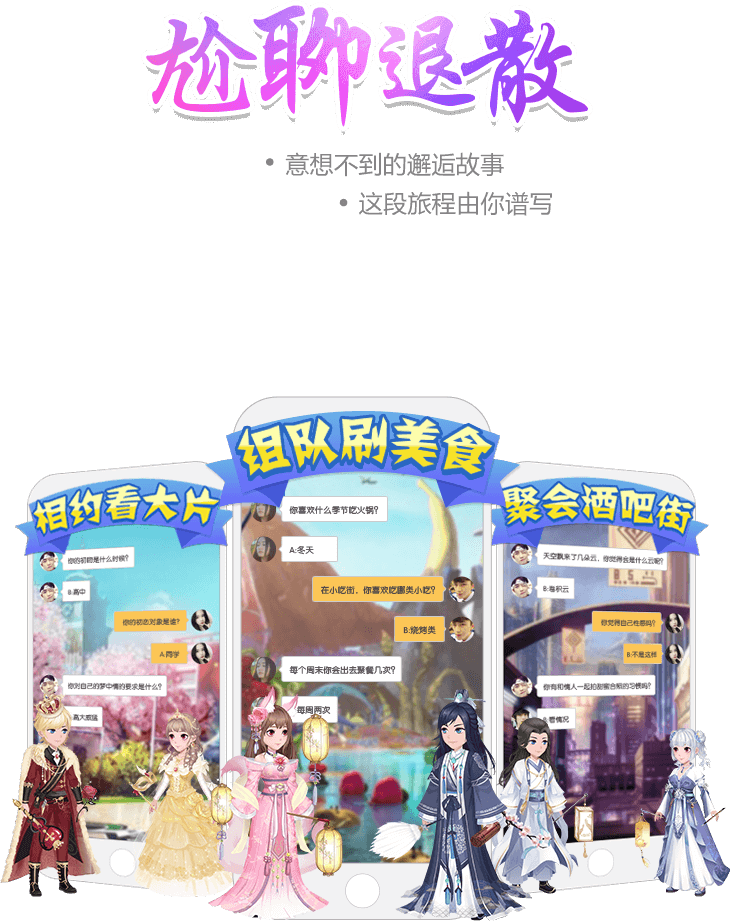 尬聊退散
• 意想不到的邂逅故事
• 这段旅程由你谱写
组队刷美食
你喜欢什么季节吃火锅?
A:冬天
在小吃街，你喜欢吃哪类小吃?
B:烧烤类
每个周末你会出去聚餐几次?
每周两次
相约看大片
你的初吻是什么时候?
B:高中
你的初恋对象是谁?
A:同学
你对自己的梦中情的要求是什么?
聚会酒吧街
天空飘来了几朵云，你觉得会是什么云呢?
B:卷积云
你觉得自己性感吗?
B:不是这样
你有和情人一起拍甜蜜合照的习惯吗?
看情况